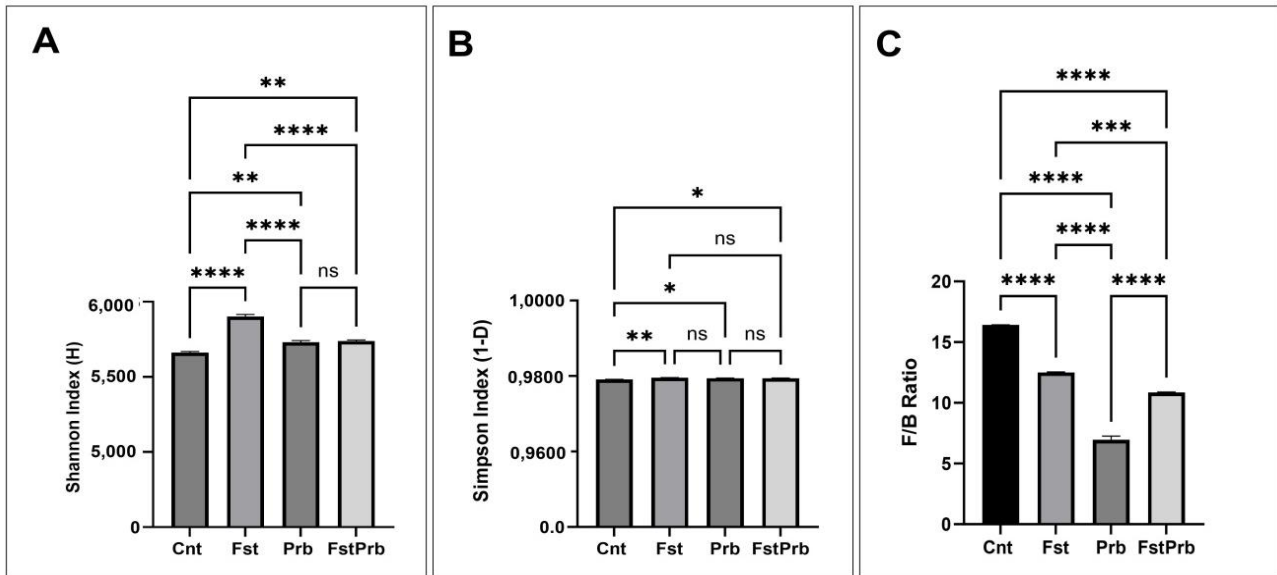 A
**
****
**
****
****
ns
6,000
5,500
5,000
0
Shannon Index (H)
Cnt Fst Prb FstPrb
B
*
ns
*
**
ns
ns
1,0000
0,9800
0,9600
0.0
Simpson Index (1-D)
Cnt Fst Prb FstPrb
C
****
***
****
****
****
****
20
15
10
5
0
F/B Ratio
Cnt Fst Prb FstPrb